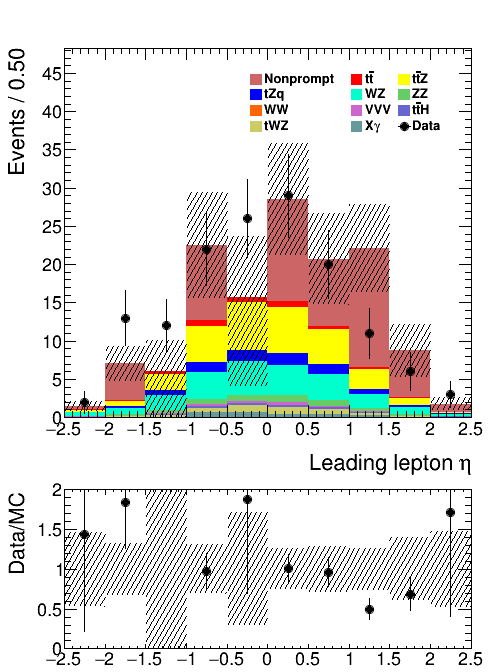 Events / 0.50
45
40
35
30
25
20
15
10
5
0
Nonprompt tt̄ tt̄Z
tZq WZ ZZ
WW VVV tt̄H
tWZ Xγ Data
−2.5 −2 −1.5 −1 −0.5 0 0.5 1 1.5 2 2.5
Leading lepton η
Data/MC
2
1.5
1
0.5
0
−2.5 −2 −1.5 −1 −0.5 0 0.5 1 1.5 2 2.5